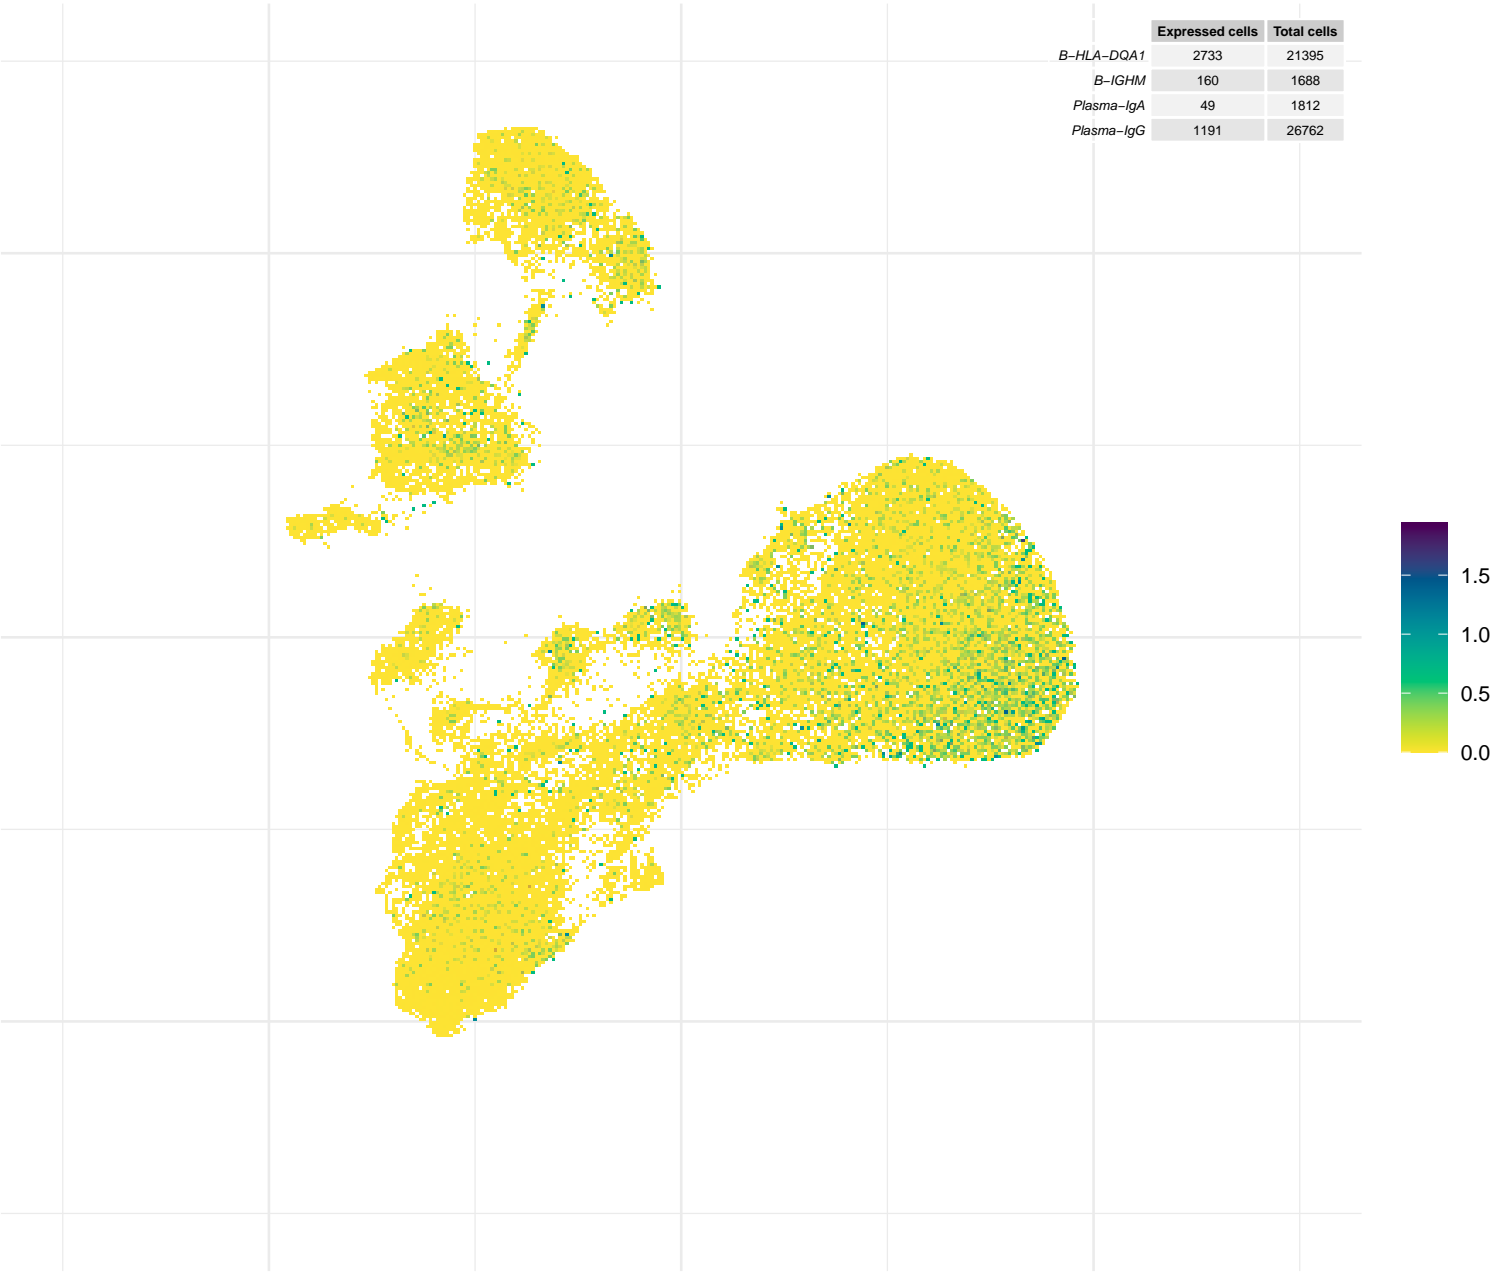 Expressed cells Total cells
B−HLA−DQA1 2733 21395
B−IGHM 160 1688
Plasma−IgA 49 1812
Plasma−IgG 1191 26762
1.5
1.0
0.5
0.0